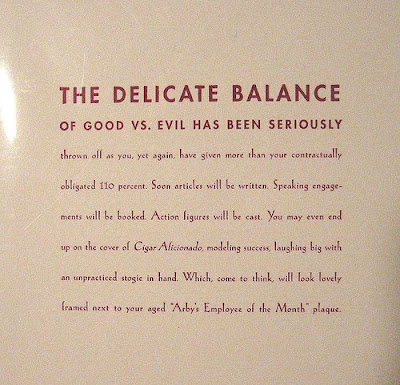 THE DELICATE BALANCE
OF GOOD VS. EVIL HAS BEEN SERIOUSLY
thrown off as you, yet again, have given more than your contractually
obligated 110 percent. Soon articles will be written. Speaking engage-
ments will be booked. Action figures will be cast. You may even end
up on the cover of Cigar Aficionado, modeling success, laughing big with
an unpracticed stogie in hand. Which, come to think, will look lovely
framed next to your aged "Arby's Employee of the Month" plaque.